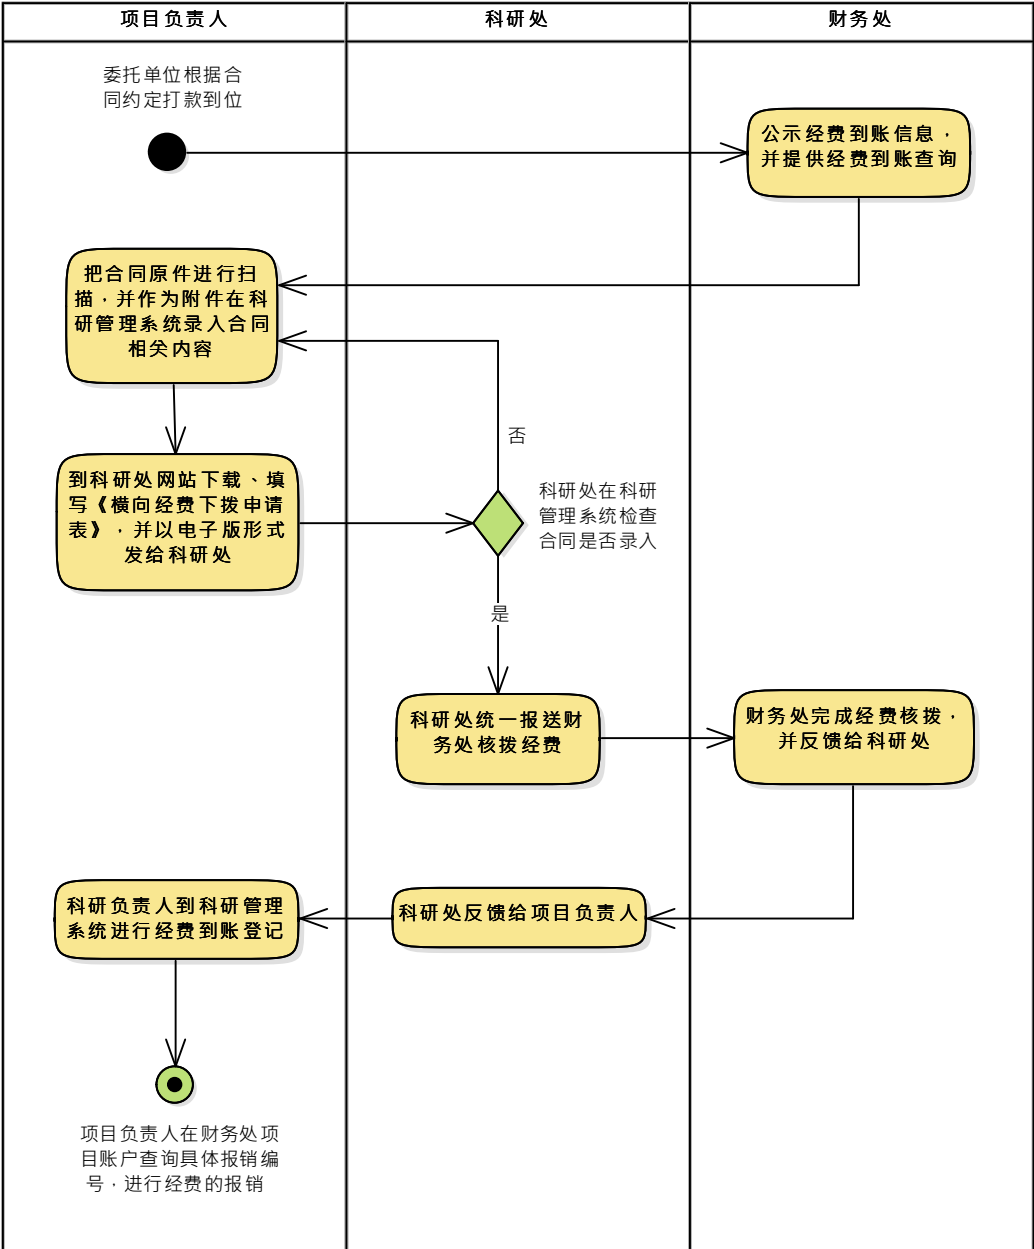 项目负责人
科研处
财务处
委托单位根据合
同约定打款到位
公示经费到账信息，
并提供经费到账查询
把合同原件进行扫
描，并作为附件在科
研管理系统录入合同
相关内容
否
到科研处网站下载、填
写《横向经费下拨申请
表》，并以电子版形式
发给科研处
科研处在科研
管理系统检查
合同是否录入
是
科研处统一报送财
务处核拨经费
财务处完成经费核拨，
并反馈给科研处
科研负责人到科研管理
系统进行经费到账登记
科研处反馈给项目负责人
项目负责人在财务处项
目账户查询具体报销编
号，进行经费的报销